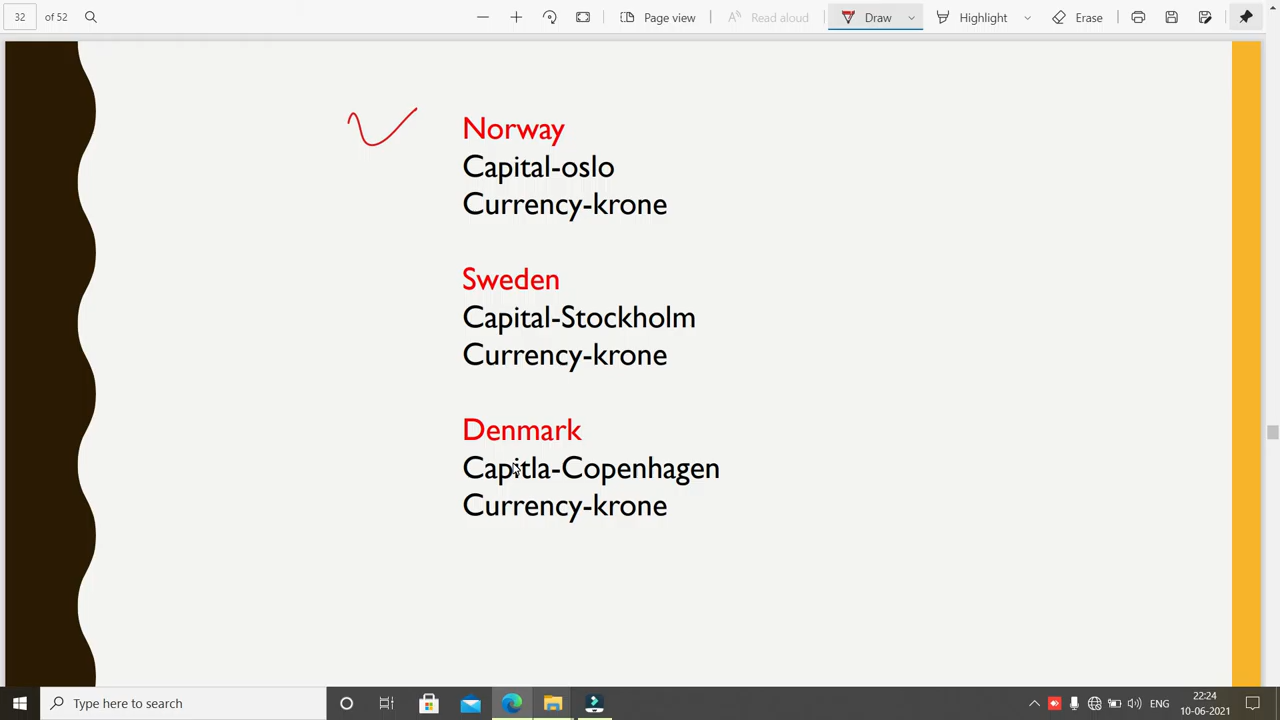 32 of 52 Page view Read aloud Draw Highlight Erase
Norway
Capital-oslo
Currency-krone
Sweden
Capital-Stockholm
Currency-krone
Denmark
Capitla-Copenhagen
Currency-krone
Type here to search ENG 22:24
10-06-2021